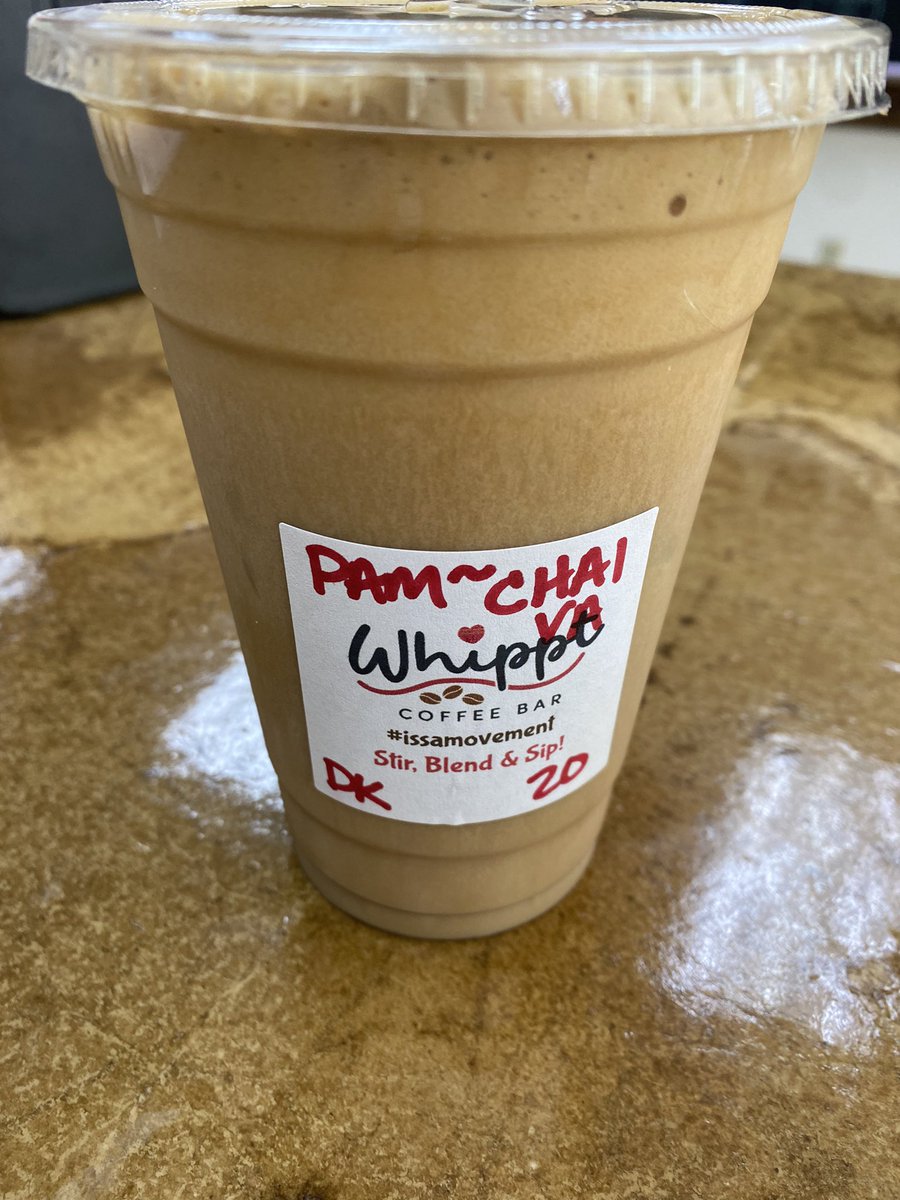 PAM~CHAI
VA
Whippt
COFFEE BAR
#issamovement
Stir, Blend & Sip!
DK 20